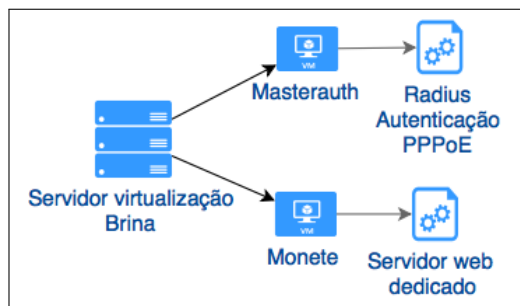 VM
Masterauth
Radius
Autenticação
PPPoE
Servidor virtualização
Brina
VM
Monete
Servidor web
dedicado